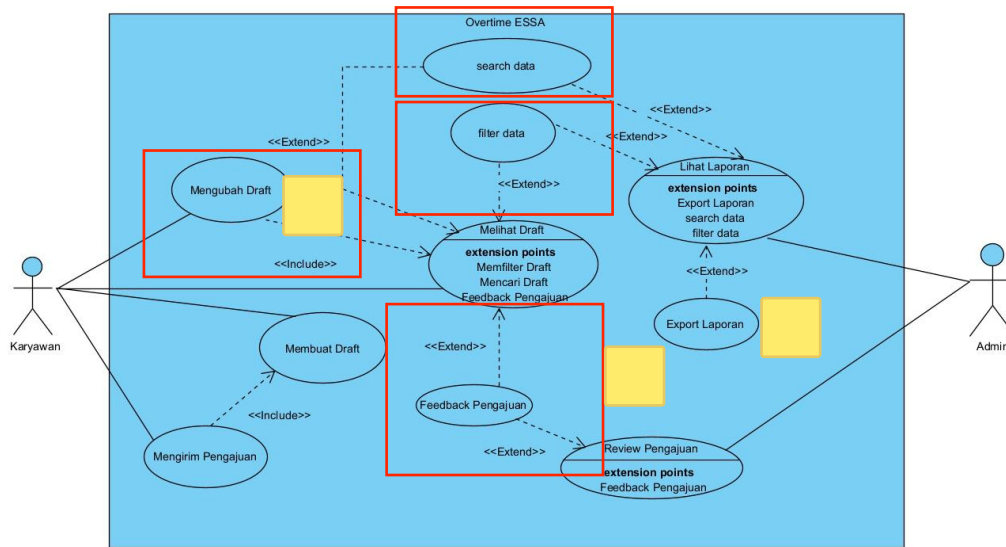 Overtime ESSA
search data
<<Extend>>
filter data
<<Extend>>
<<Extend>>
<<Extend>>
Mengubah Draft
Lihat Laporan
extension points
Export Laporan
search data
filter data
Melihat Draft
extension points
Memfilter Draft
Mencari Draft
Feedback Pengajuan
<<Include>>
<<Extend>>
Export Laporan
Karyawan
Admin
Membuat Draft
<<Extend>>
<<Include>>
Feedback Pengajuan
Mengirim Pengajuan
<<Extend>>
Review Pengajuan
extension points
Feedback Pengajuan